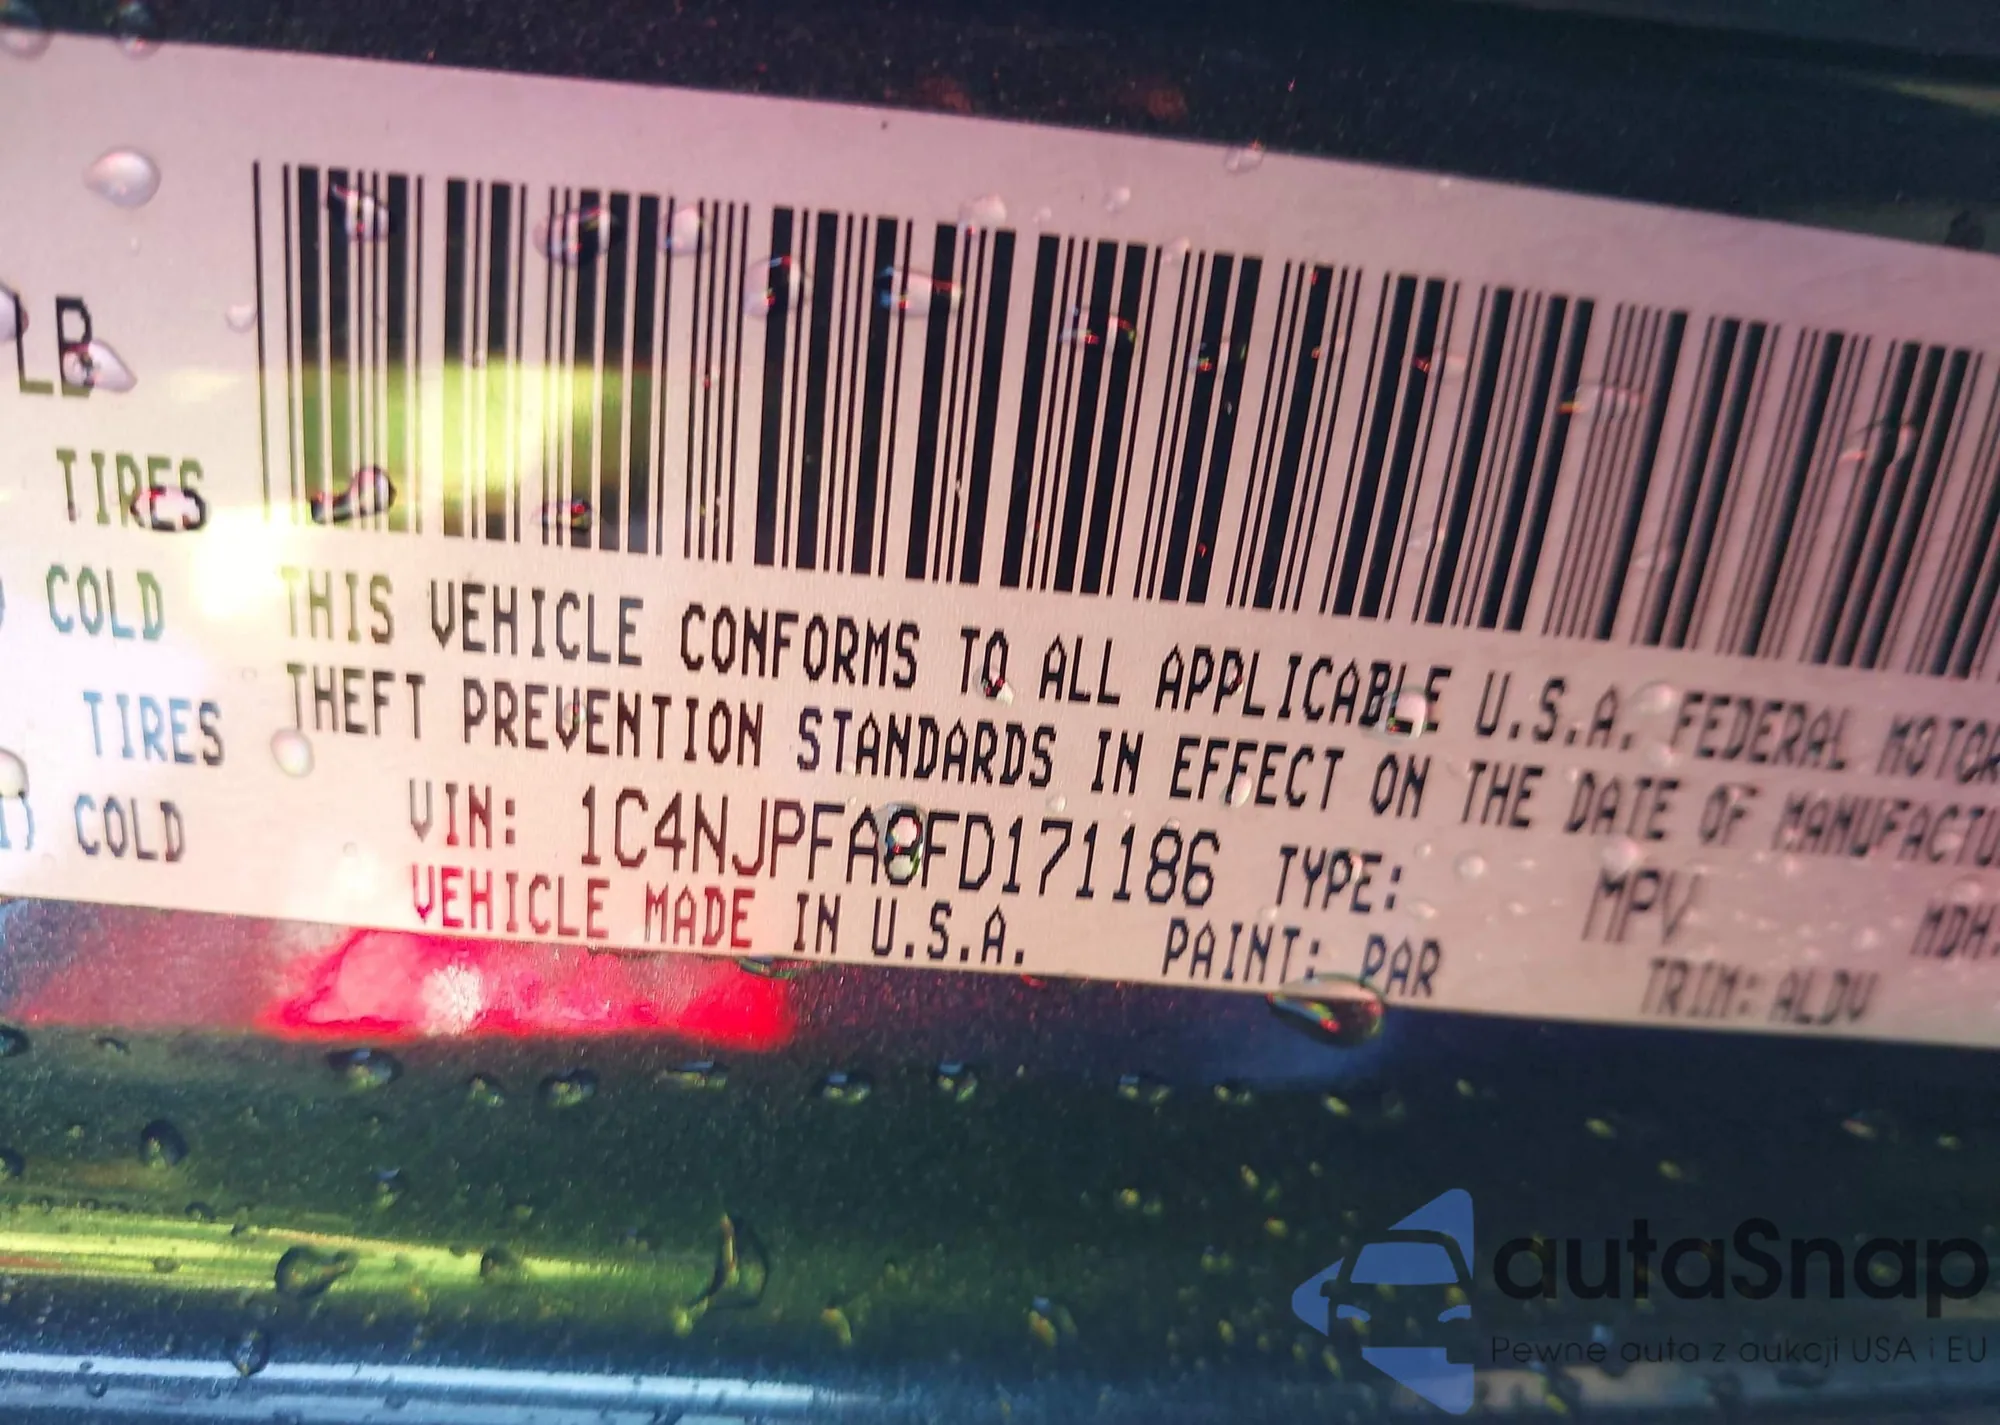 LB
TIRES
COLD
TIRES
COLD
THIS VEHICLE CONFORMS TO ALL APPLICABLE U.S.A. FEDERAL MOTOR
THEFT PREVENTION STANDARDS IN EFFECT ON THE DATE OF MANUFACTU
VIN: 1C4NJPFA8FD171186 TYPE: MPV MDH:
VEHICLE MADE IN U.S.A. PAINT: PAR TRIM: ALDV
autaSnap
Pewne auta z aukcji USA i EU